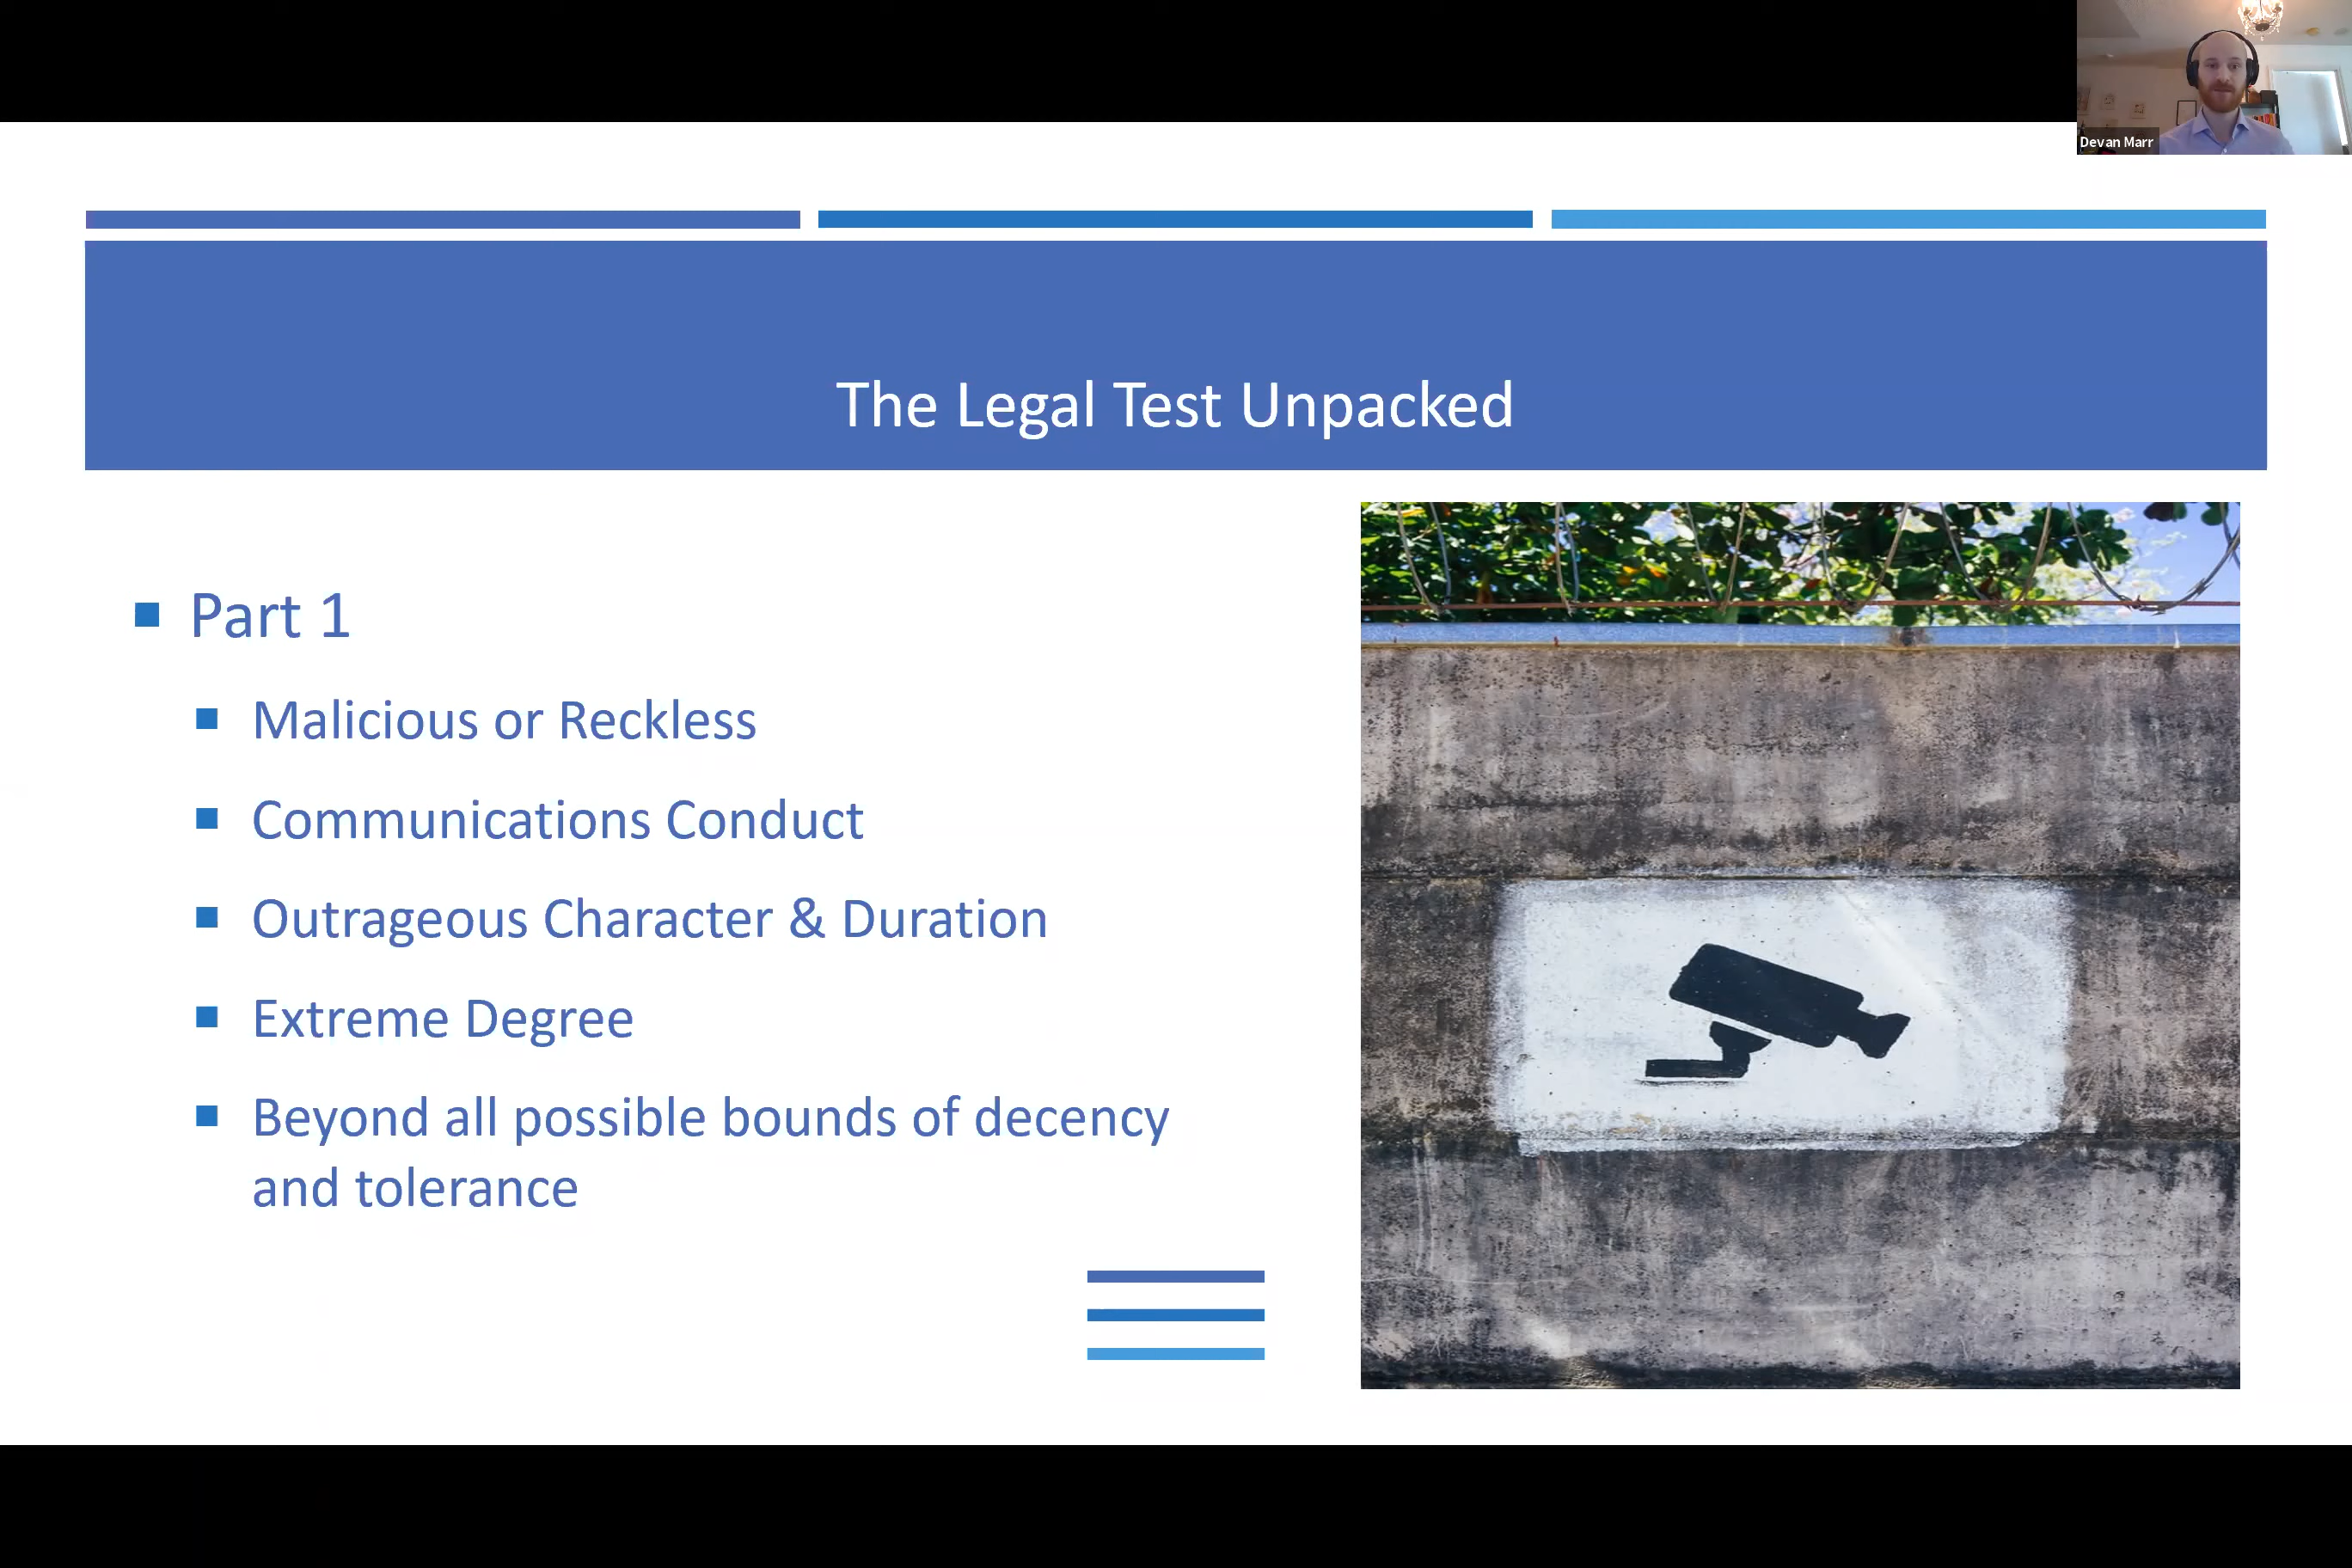 Devan Marr
The Legal Test Unpacked
Part 1
Malicious or Reckless
Communications Conduct
Outrageous Character & Duration
Extreme Degree
Beyond all possible bounds of decency
and tolerance